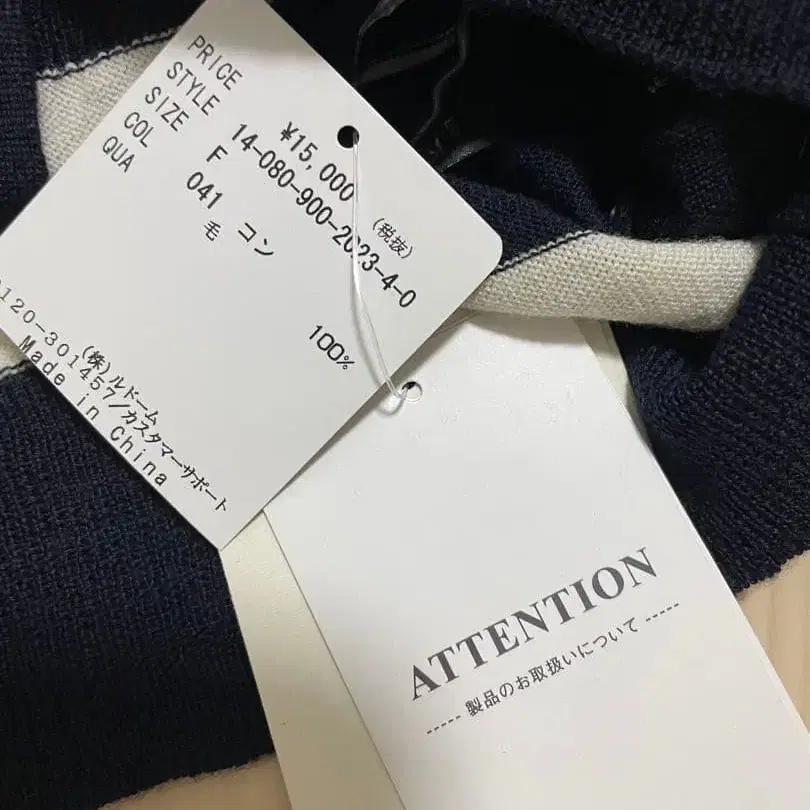 PRICE ¥15,000 (税抜)
STYLE 14-080-900-2023-4-0
SIZE F
COL 041 コン
QUA 毛 100%
(株)ルドーム
120-301457/カスタマーサポート
Made in China
ATTENTION
----- 製品のお取扱いについて -----